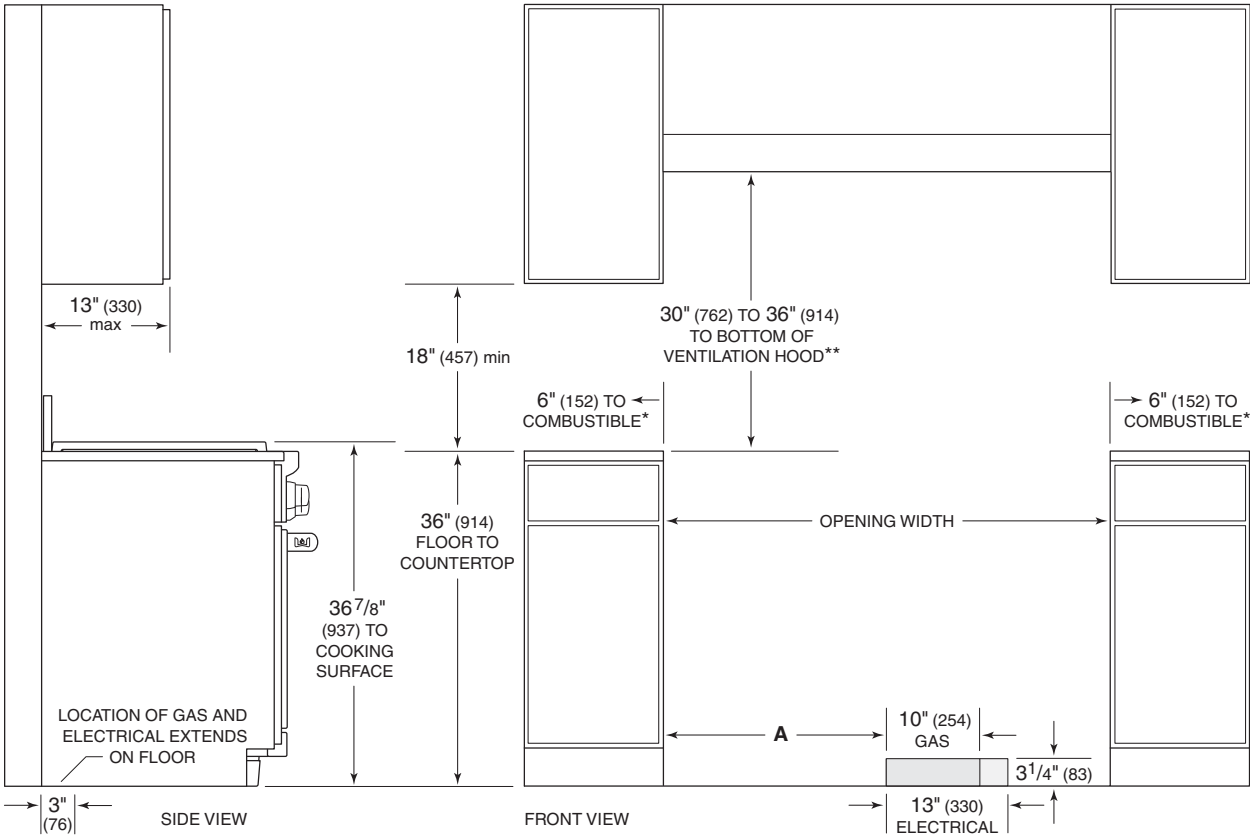 13" (330)
max
18" (457) min
30" (762) TO 36" (914)
TO BOTTOM OF
VENTILATION HOOD**
6" (152) TO
COMBUSTIBLE*
6" (152) TO
COMBUSTIBLE*
36" (914)
FLOOR TO
COUNTERTOP
OPENING WIDTH
36 7/8"
(937) TO
COOKING
SURFACE
LOCATION OF GAS AND
ELECTRICAL EXTENDS
ON FLOOR
A
10" (254)
GAS
3 1/4" (83)
3"
(76)
SIDE VIEW
FRONT VIEW
13" (330)
ELECTRICAL